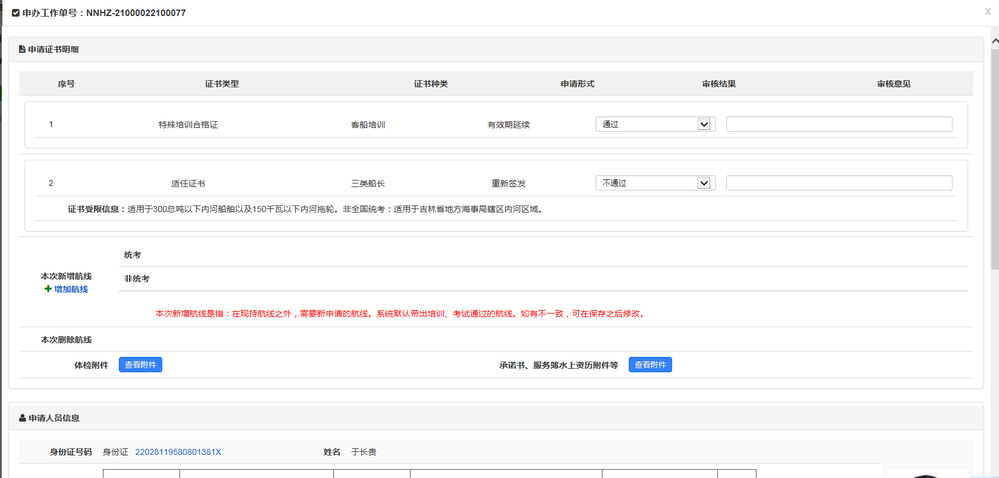 申办工作单号：NNHZ-21000022100077
X
申请证书明细
序号 证书类型 证书种类 申请形式 审核结果 审核意见
1 特殊培训合格证 客船培训 有效期延续 通过
2 适任证书 三类船长 重新签发 不通过
证书受限信息：适用于300总吨以下内河船舶以及150千瓦以下内河拖轮。非全国统考：适用于吉林省地方海事局辖区内河区域。
统考
本次新增航线
非统考
增加航线
本次新增航线是指：在现持航线之外，需要新申请的航线。系统默认带出培训、考试通过的航线。如有不一致，可在保存之后修改。
本次删除航线
体检附件 查看附件 承诺书、服务簿水上资历附件等 查看附件
申请人员信息
身份证号码 身份证 22028119580801381X 姓名 于长贵